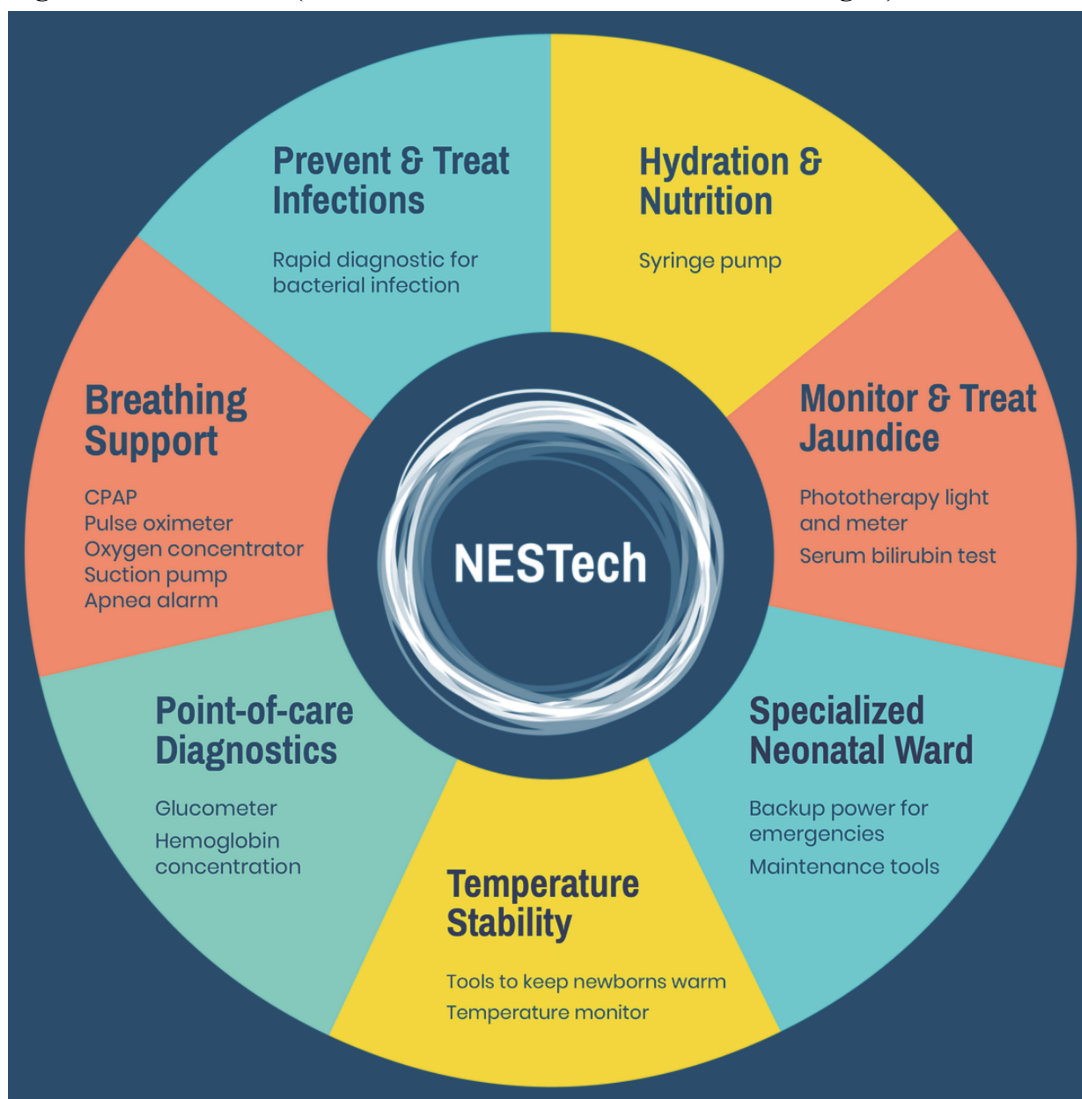 Prevent & Treat
Infections
Rapid diagnostic for
bacterial infection
Hydration &
Nutrition
Syringe pump
Breathing
Support
CPAP
Pulse oximeter
Oxygen concentrator
Suction pump
Apnea alarm
NESTech
Monitor & Treat
Jaundice
Phototherapy light
and meter
Serum bilirubin test
Point-of-care
Diagnostics
Glucometer
Hemoglobin
concentration
Temperature
Stability
Tools to keep newborns warm
Temperature monitor
Specialized
Neonatal Ward
Backup power for
emergencies
Maintenance tools